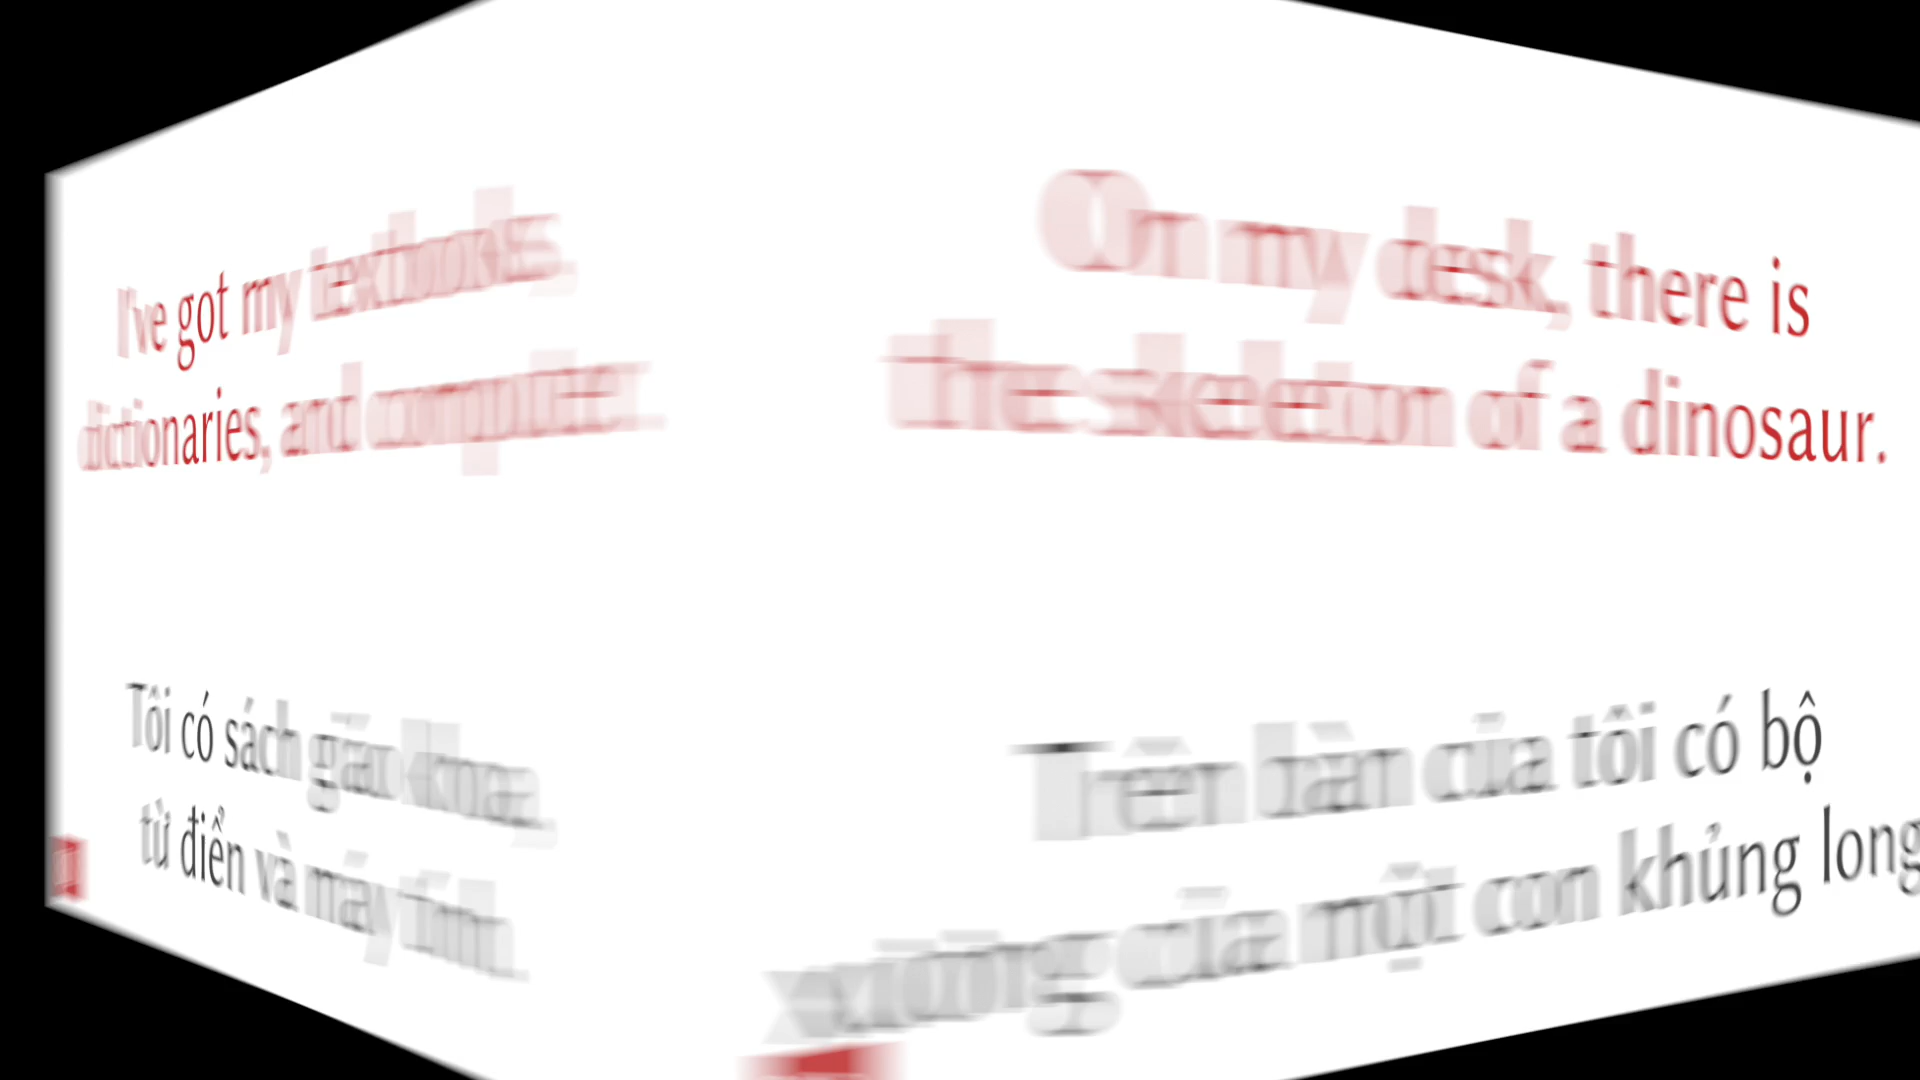 I've got my textbooks,
dictionaries, and computer.
Tôi có sách giáo khoa,
từ điển và máy tính.
On my desk, there is
the skeleton of a dinosaur.
Trên bàn của tôi có bộ
xương của một con khủng long